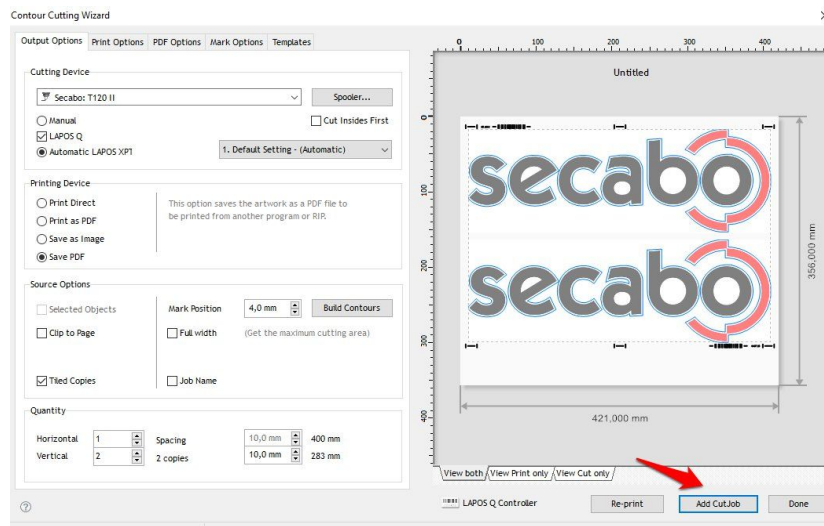 Contour Cutting Wizard
Output Options Print Options PDF Options Mark Options Templates
Cutting Device
Secabo: T120 II
Spooler...
Manual
Cut Insides First
LAPOS Q
Automatic LAPOS XP1
1. Default Setting - (Automatic)
Printing Device
Print Direct
Print as PDF
Save as Image
Save PDF
This option saves the artwork as a PDF file to
be printed from another program or RIP.
Source Options
Selected Objects
Mark Position 4,0 mm Build Contours
Clip to Page
Full width (Get the maximum cutting area)
Tiled Copies
Job Name
Quantity
Horizontal 1 Spacing 10,0 mm 400 mm
Vertical 2 2 copies 10,0 mm 283 mm
0 100 200 300 400
Untitled
0
100
200
300
400
secabo
secabo
356,000 mm
421,000 mm
View both View Print only View Cut only
LAPOS Q Controller
Re-print Add CutJob Done